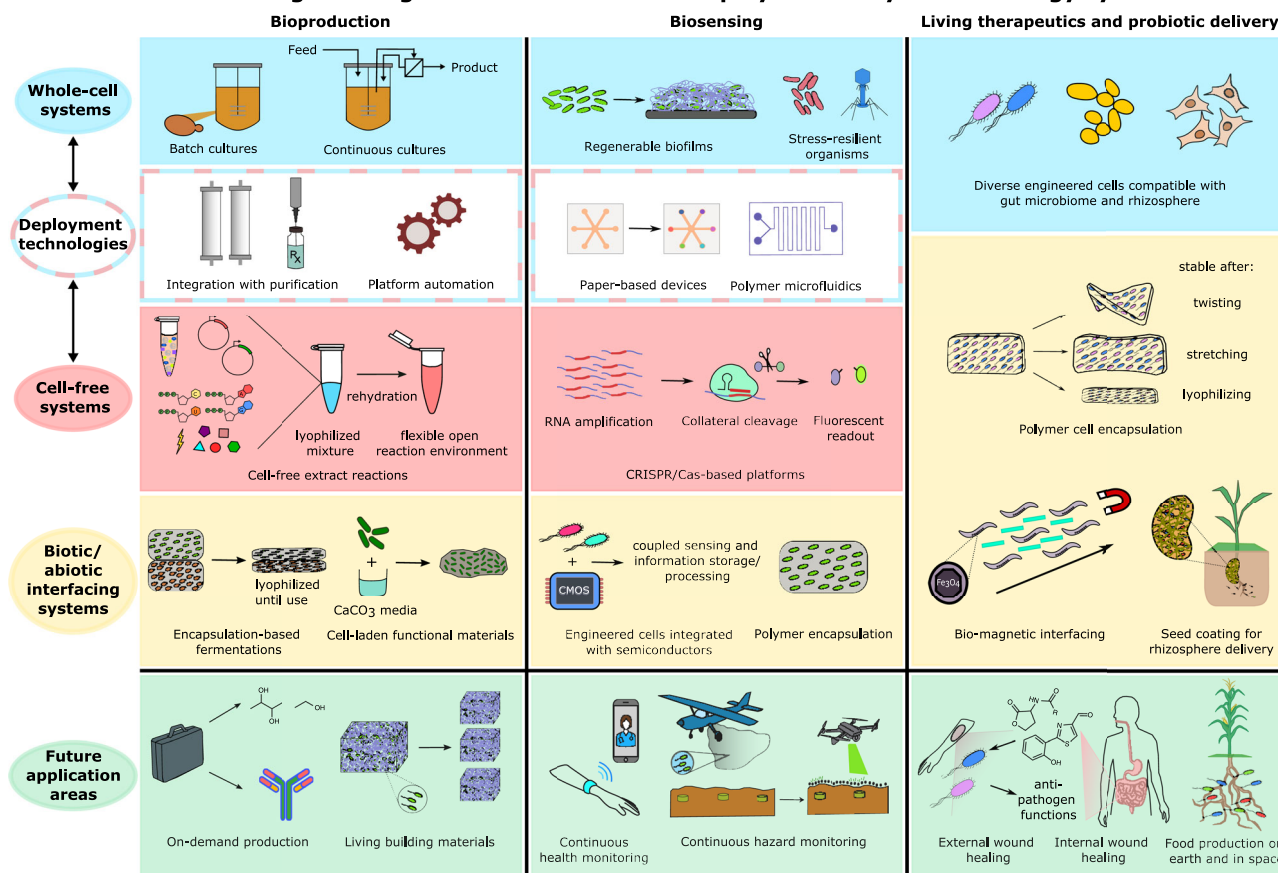 Bioproduction
Biosensing
Living therapeutics and probiotic delivery
Whole-cell
systems
Feed
Product
Batch cultures
Continuous cultures
Regenerable biofilms
Stress-resilient
organisms
Diverse engineered cells compatible with
gut microbiome and rhizosphere
Deployment
technologies
Rx
Integration with purification
Platform automation
Paper-based devices
Polymer microfluidics
stable after:
twisting
stretching
lyophilizing
Polymer cell encapsulation
Cell-free
systems
rehydration
lyophilized
mixture
flexible open
reaction environment
Cell-free extract reactions
RNA amplification
Collateral cleavage
Fluorescent
readout
CRISPR/Cas-based platforms
Biotic/
abiotic
interfacing
systems
lyophilized
until use
+
CaCO3 media
Encapsulation-based
fermentations
Cell-laden functional materials
+
CMOS
coupled sensing and
information storage/
processing
Engineered cells integrated
with semiconductors
Polymer encapsulation
Fe3O4
Bio-magnetic interfacing
Seed coating for
rhizosphere delivery
Future
application
areas
OH
OH
OH
On-demand production
Living building materials
Continuous
health monitoring
Continuous hazard monitoring
O
O
HN
O
R
O
N
S
OH
anti-
pathogen
functions
External wound
healing
Internal wound
healing
Food production on
earth and in space